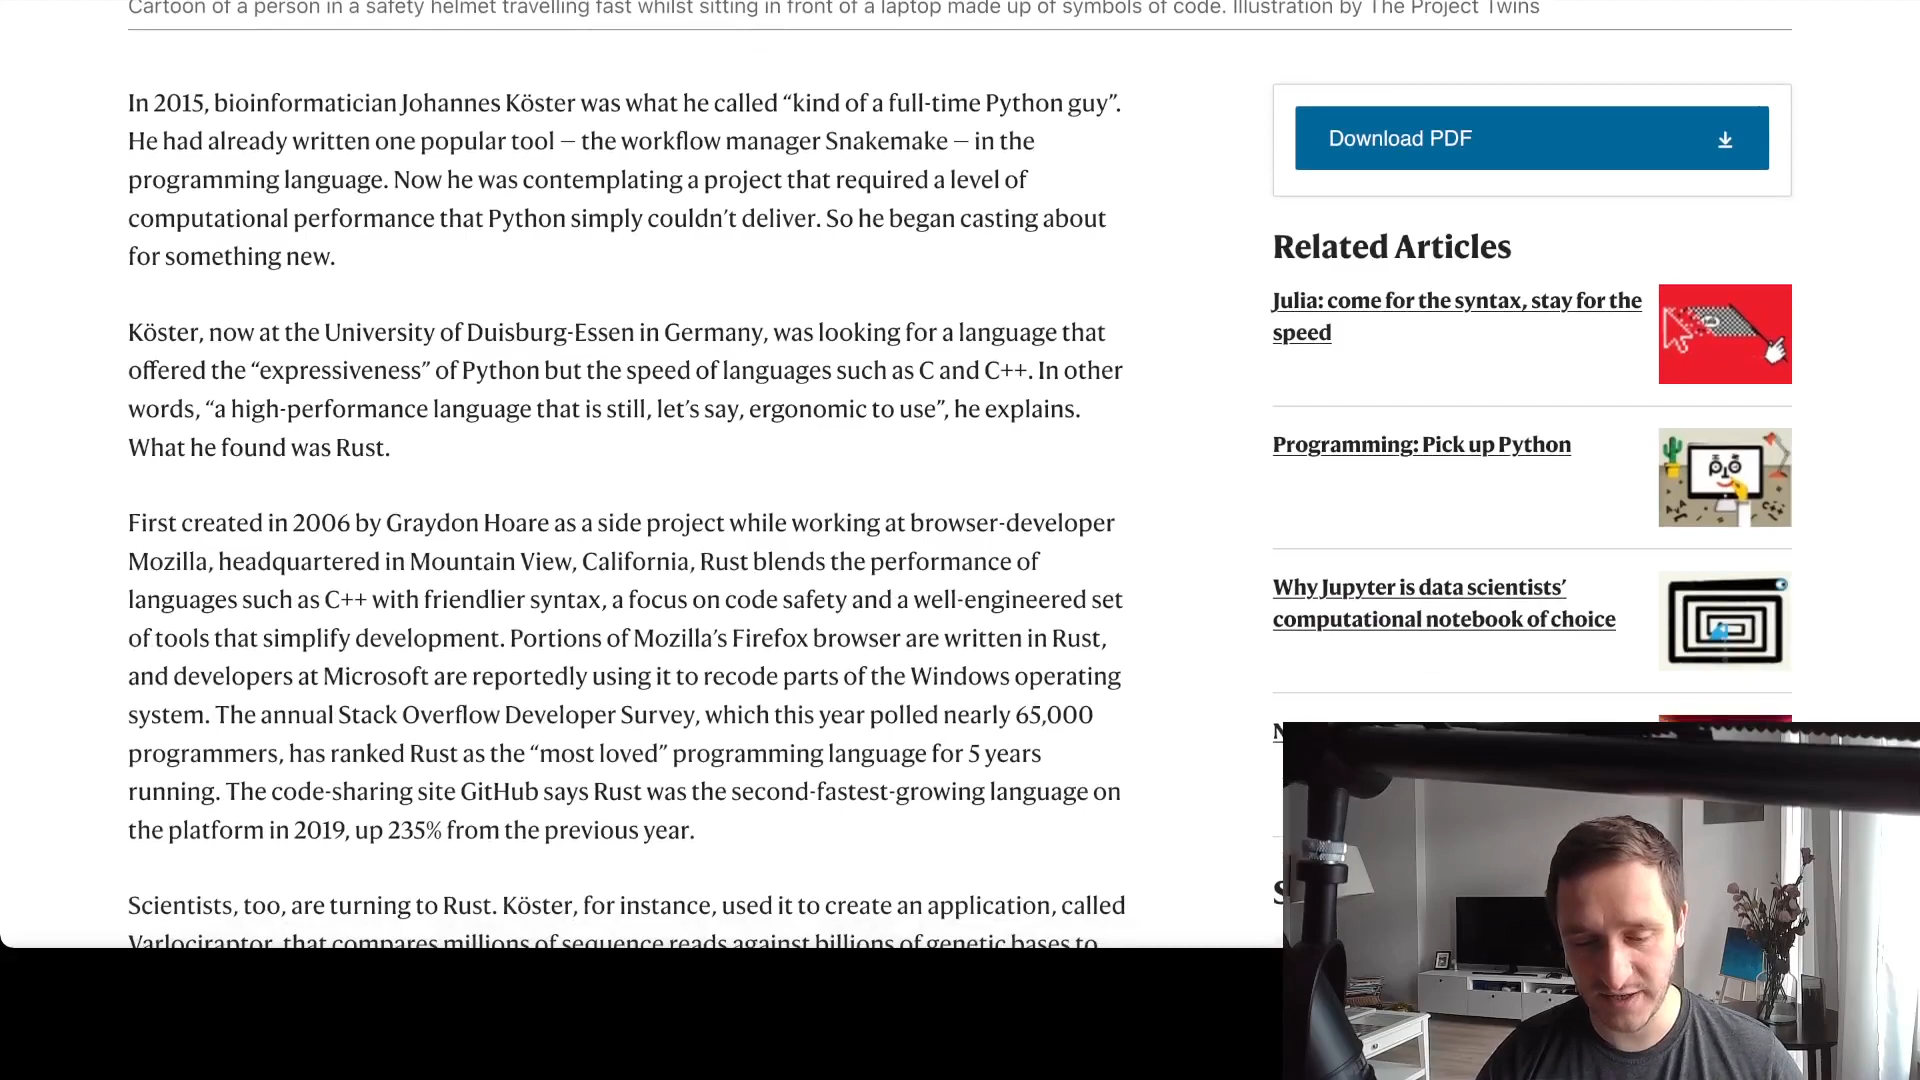 Cartoon of a person in a safety helmet travelling fast whilst sitting in front of a laptop made up of symbols of code. Illustration by The Project Twins
In 2015, bioinformatician Johannes Köster was what he called “kind of a full-time Python guy”.
He had already written one popular tool — the workflow manager Snakemake — in the
programming language. Now he was contemplating a project that required a level of
computational performance that Python simply couldn’t deliver. So he began casting about
for something new.
Köster, now at the University of Duisburg-Essen in Germany, was looking for a language that
offered the “expressiveness” of Python but the speed of languages such as C and C++. In other
words, “a high-performance language that is still, let’s say, ergonomic to use”, he explains.
What he found was Rust.
First created in 2006 by Graydon Hoare as a side project while working at browser-developer
Mozilla, headquartered in Mountain View, California, Rust blends the performance of
languages such as C++ with friendlier syntax, a focus on code safety and a well-engineered set
of tools that simplify development. Portions of Mozilla’s Firefox browser are written in Rust,
and developers at Microsoft are reportedly using it to recode parts of the Windows operating
system. The annual Stack Overflow Developer Survey, which this year polled nearly 65,000
programmers, has ranked Rust as the “most loved” programming language for 5 years
running. The code-sharing site GitHub says Rust was the second-fastest-growing language on
the platform in 2019, up 235% from the previous year.
Scientists, too, are turning to Rust. Köster, for instance, used it to create an application, called
Varlociraptor, that compares millions of sequence reads against billions of genetic bases to
Download PDF
Related Articles
Julia: come for the syntax, stay for the
speed
Programming: Pick up Python
Why Jupyter is data scientists’
computational notebook of choice
N
S